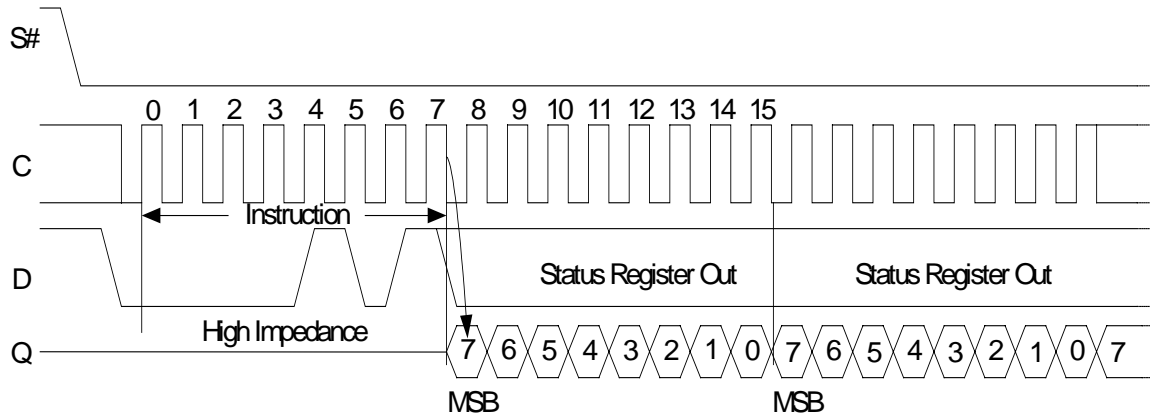 S#
0 1 2 3 4 5 6 7 8 9 10 11 12 13 14 15
C
Instruction
D
Status Register Out Status Register Out
High Impedance
Q
7 6 5 4 3 2 1 0 7 6 5 4 3 2 1 0 7
MSB MSB